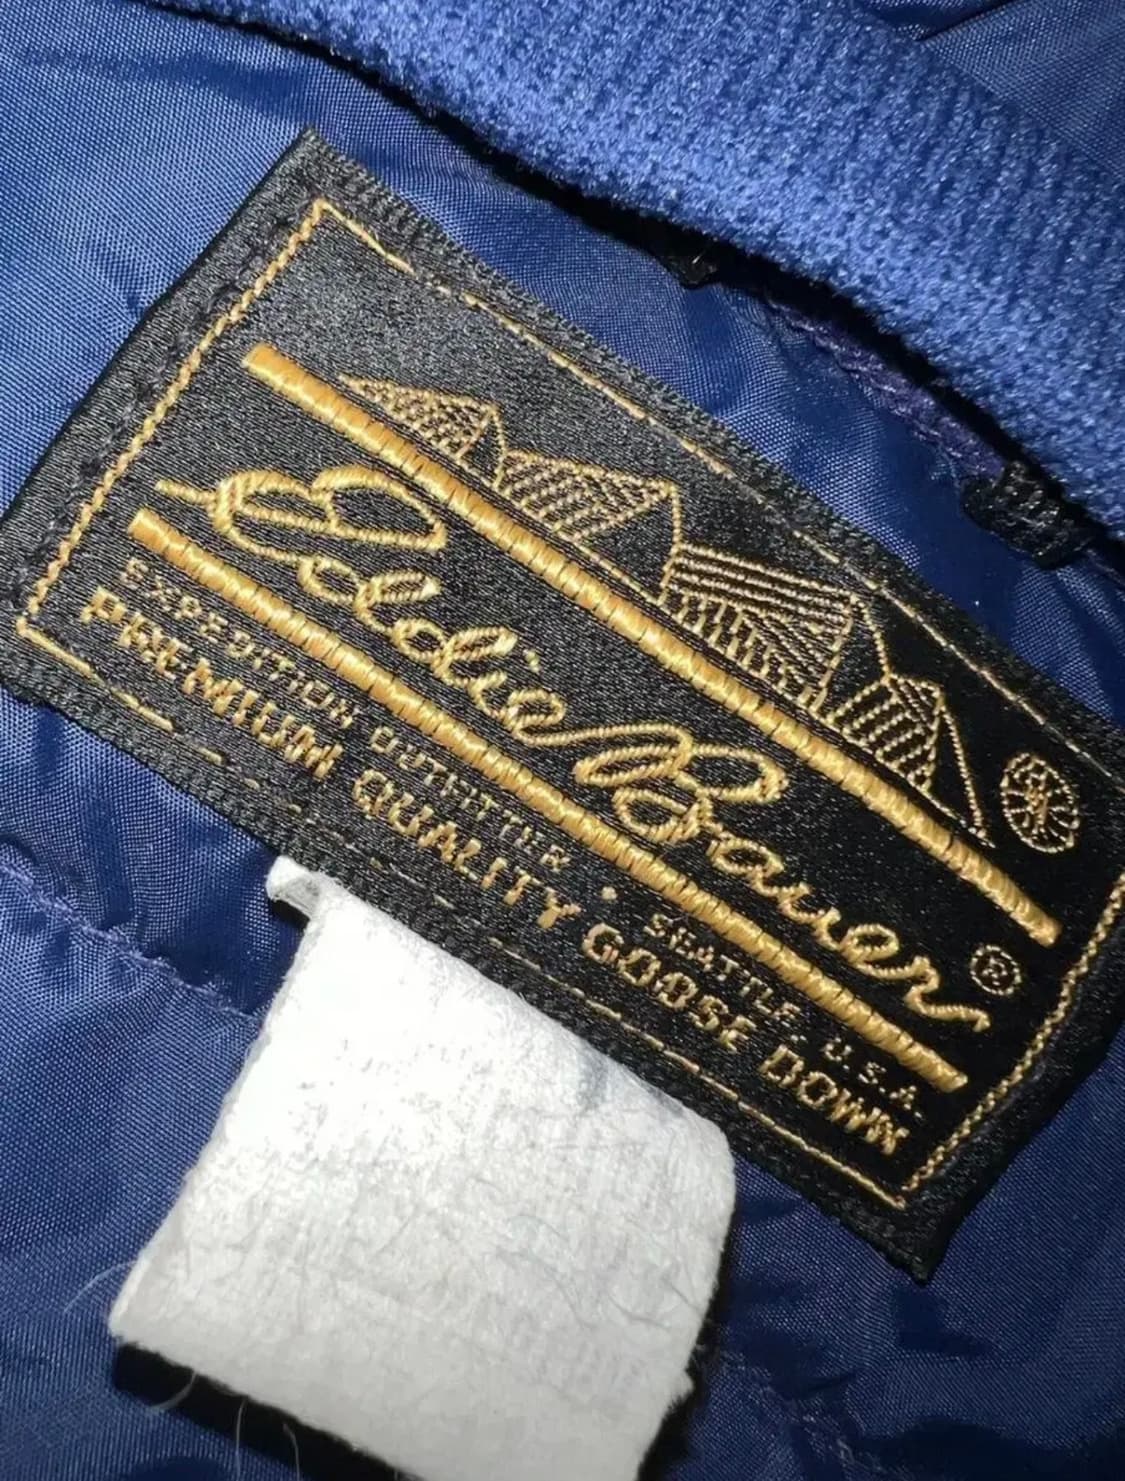 Eddie Bauer ®
EXPEDITION OUTFITTER • SEATTLE, U.S.A.
PREMIUM QUALITY GOOSE DOWN